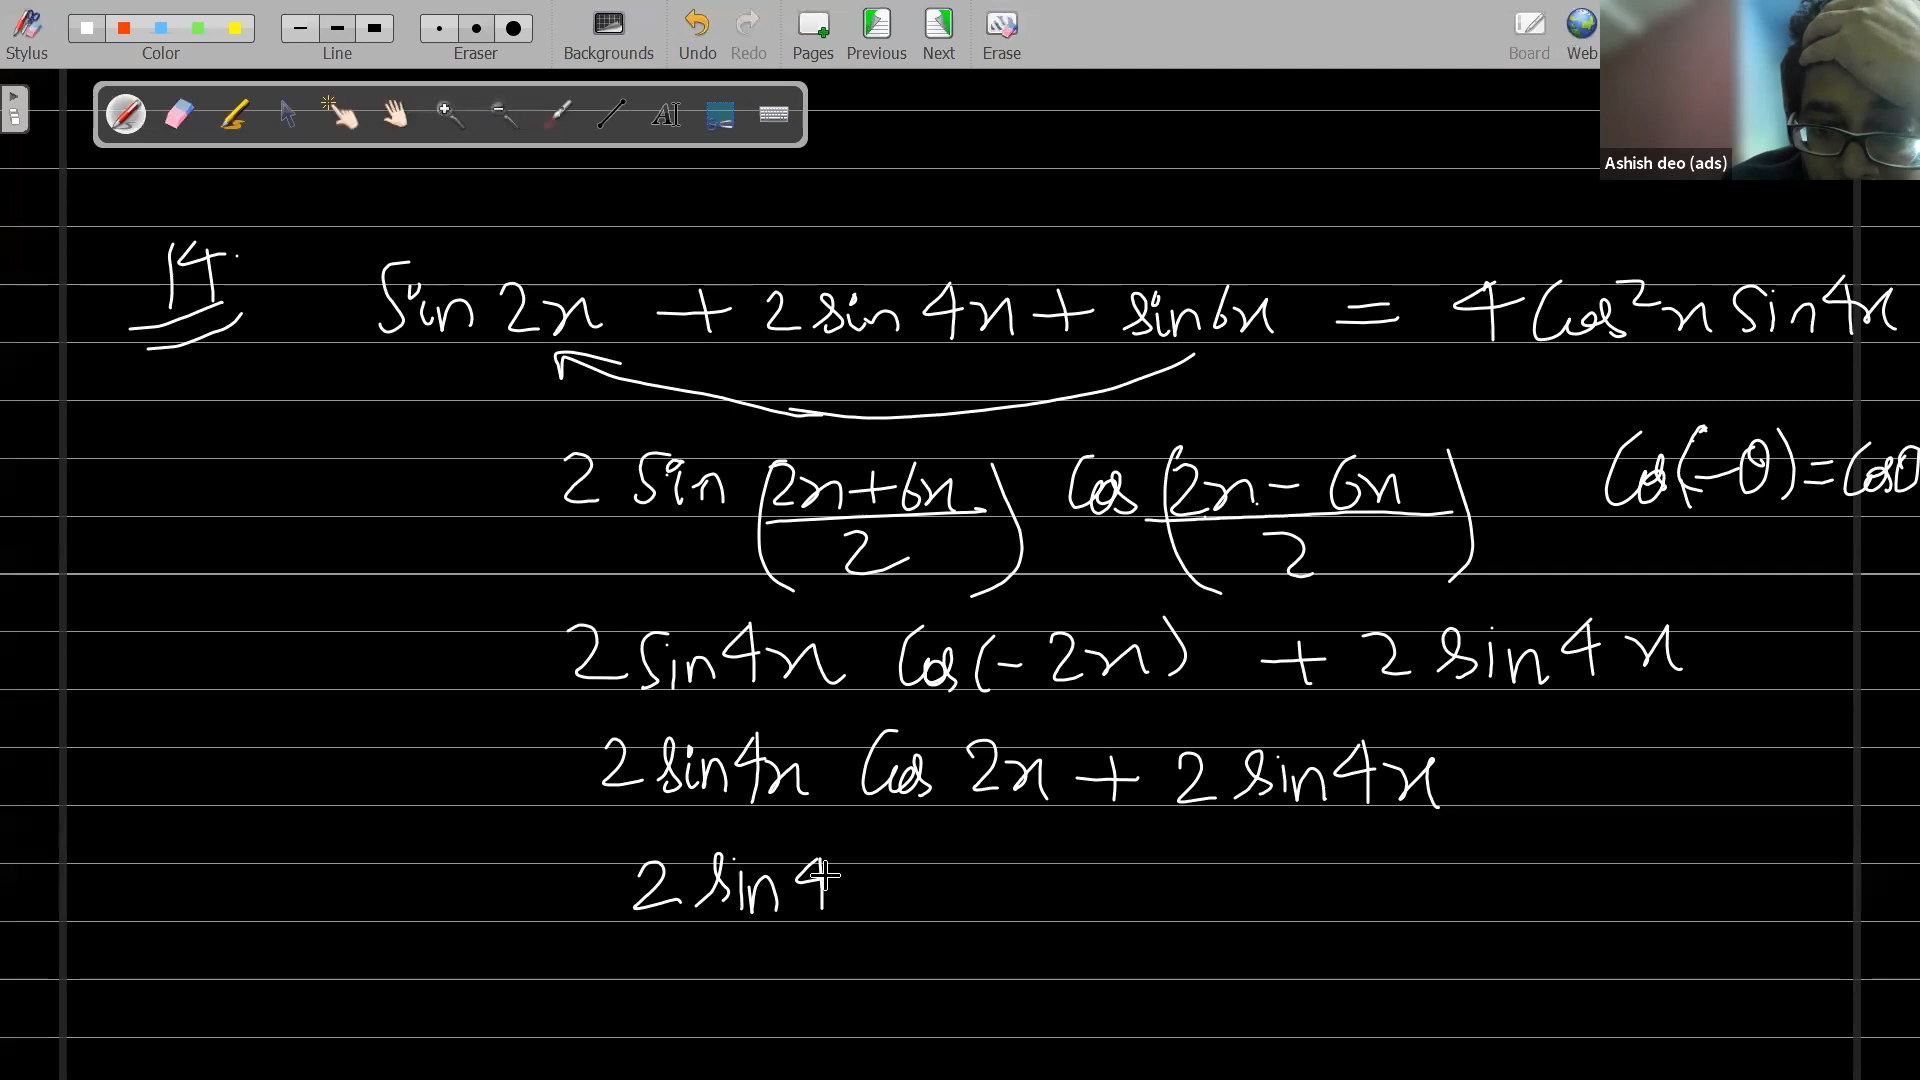 Stylus Color Line Eraser Backgrounds Undo Redo Pages Previous Next Erase Board Web
Ashish deo (ads)
14. Sin 2x + 2 sin 4x + sin 6x = 4 Cos²x Sin 4x
2 Sin (2x+6x / 2) Cos (2x - 6x / 2) Cos(-θ) = Cosθ
2 sin 4x Cos(-2x) + 2 sin 4x
2 sin 4x Cos 2x + 2 sin 4x
2 sin 4